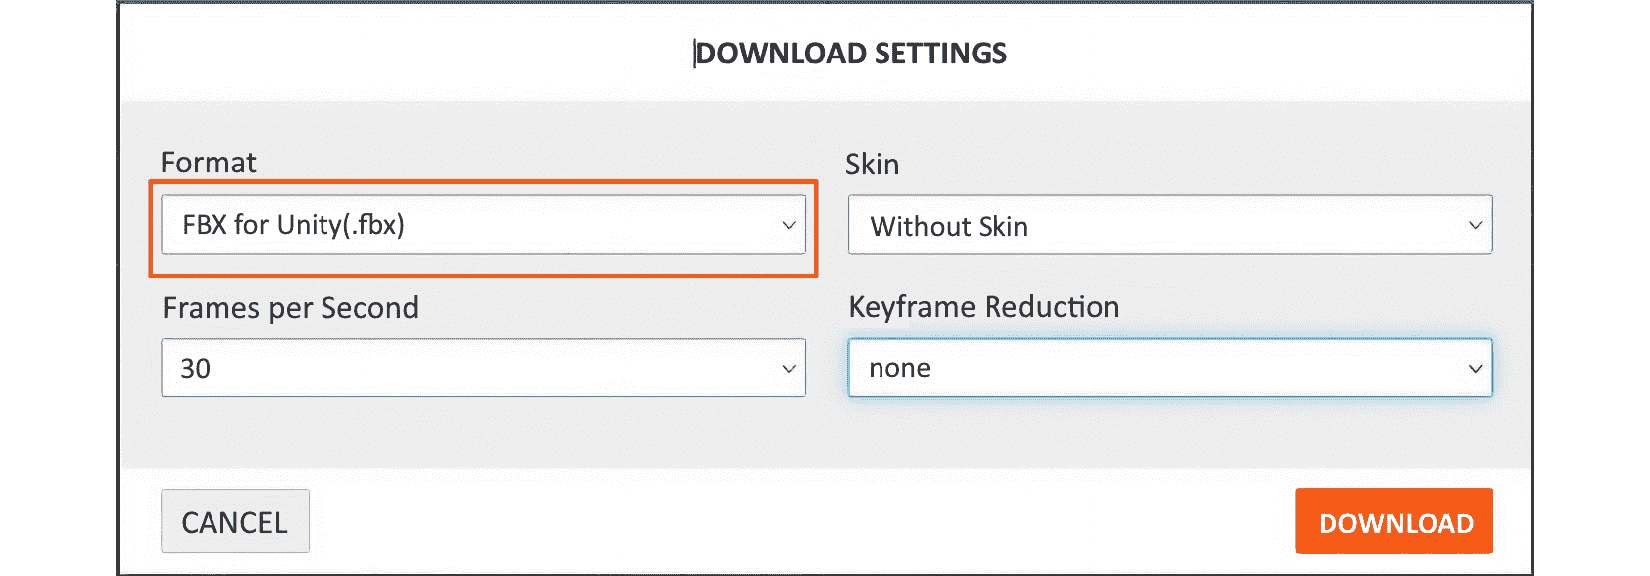 DOWNLOAD SETTINGS
Format
Skin
FBX for Unity(.fbx)
Without Skin
Frames per Second
Keyframe Reduction
30
none
CANCEL
DOWNLOAD